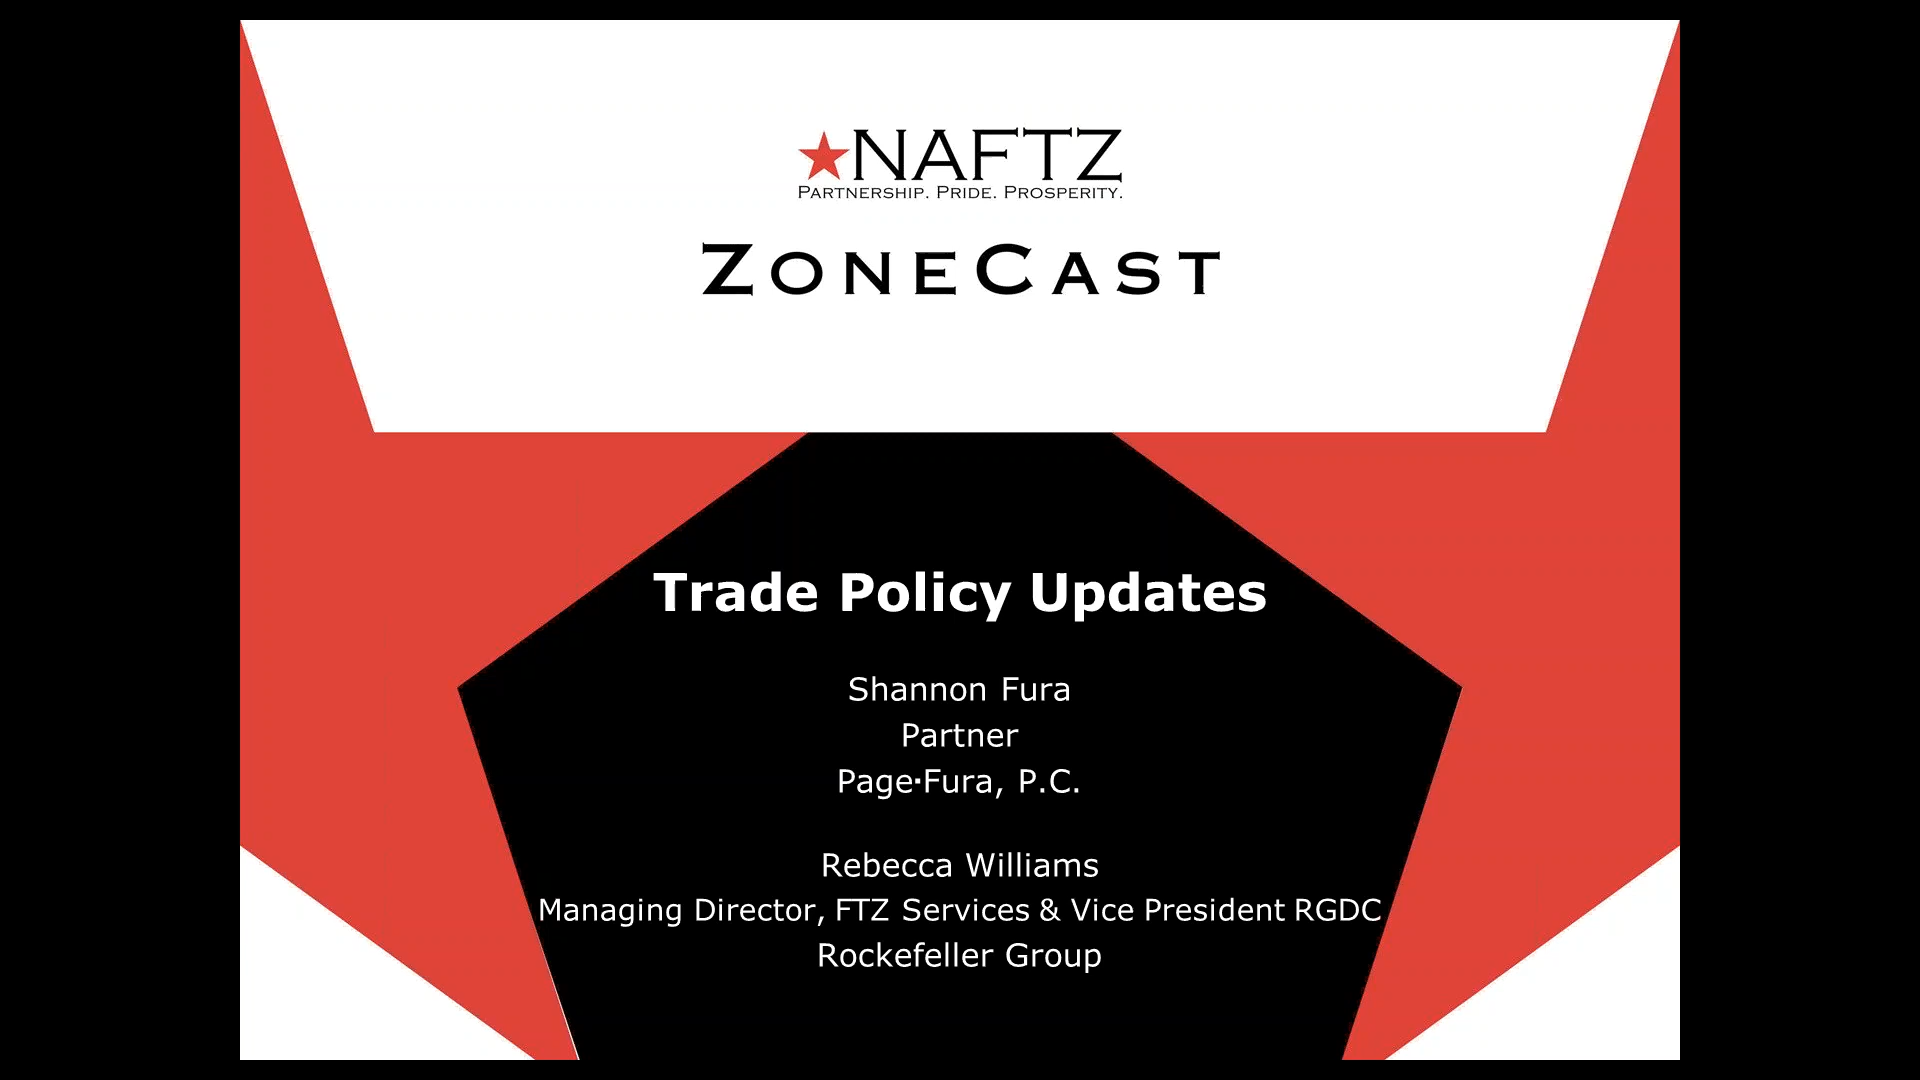 NAFTZ
Partnership. Pride. Prosperity.
ZoneCast
Trade Policy Updates
Shannon Fura
Partner
Page·Fura, P.C.
Rebecca Williams
Managing Director, FTZ Services & Vice President RGDC
Rockefeller Group